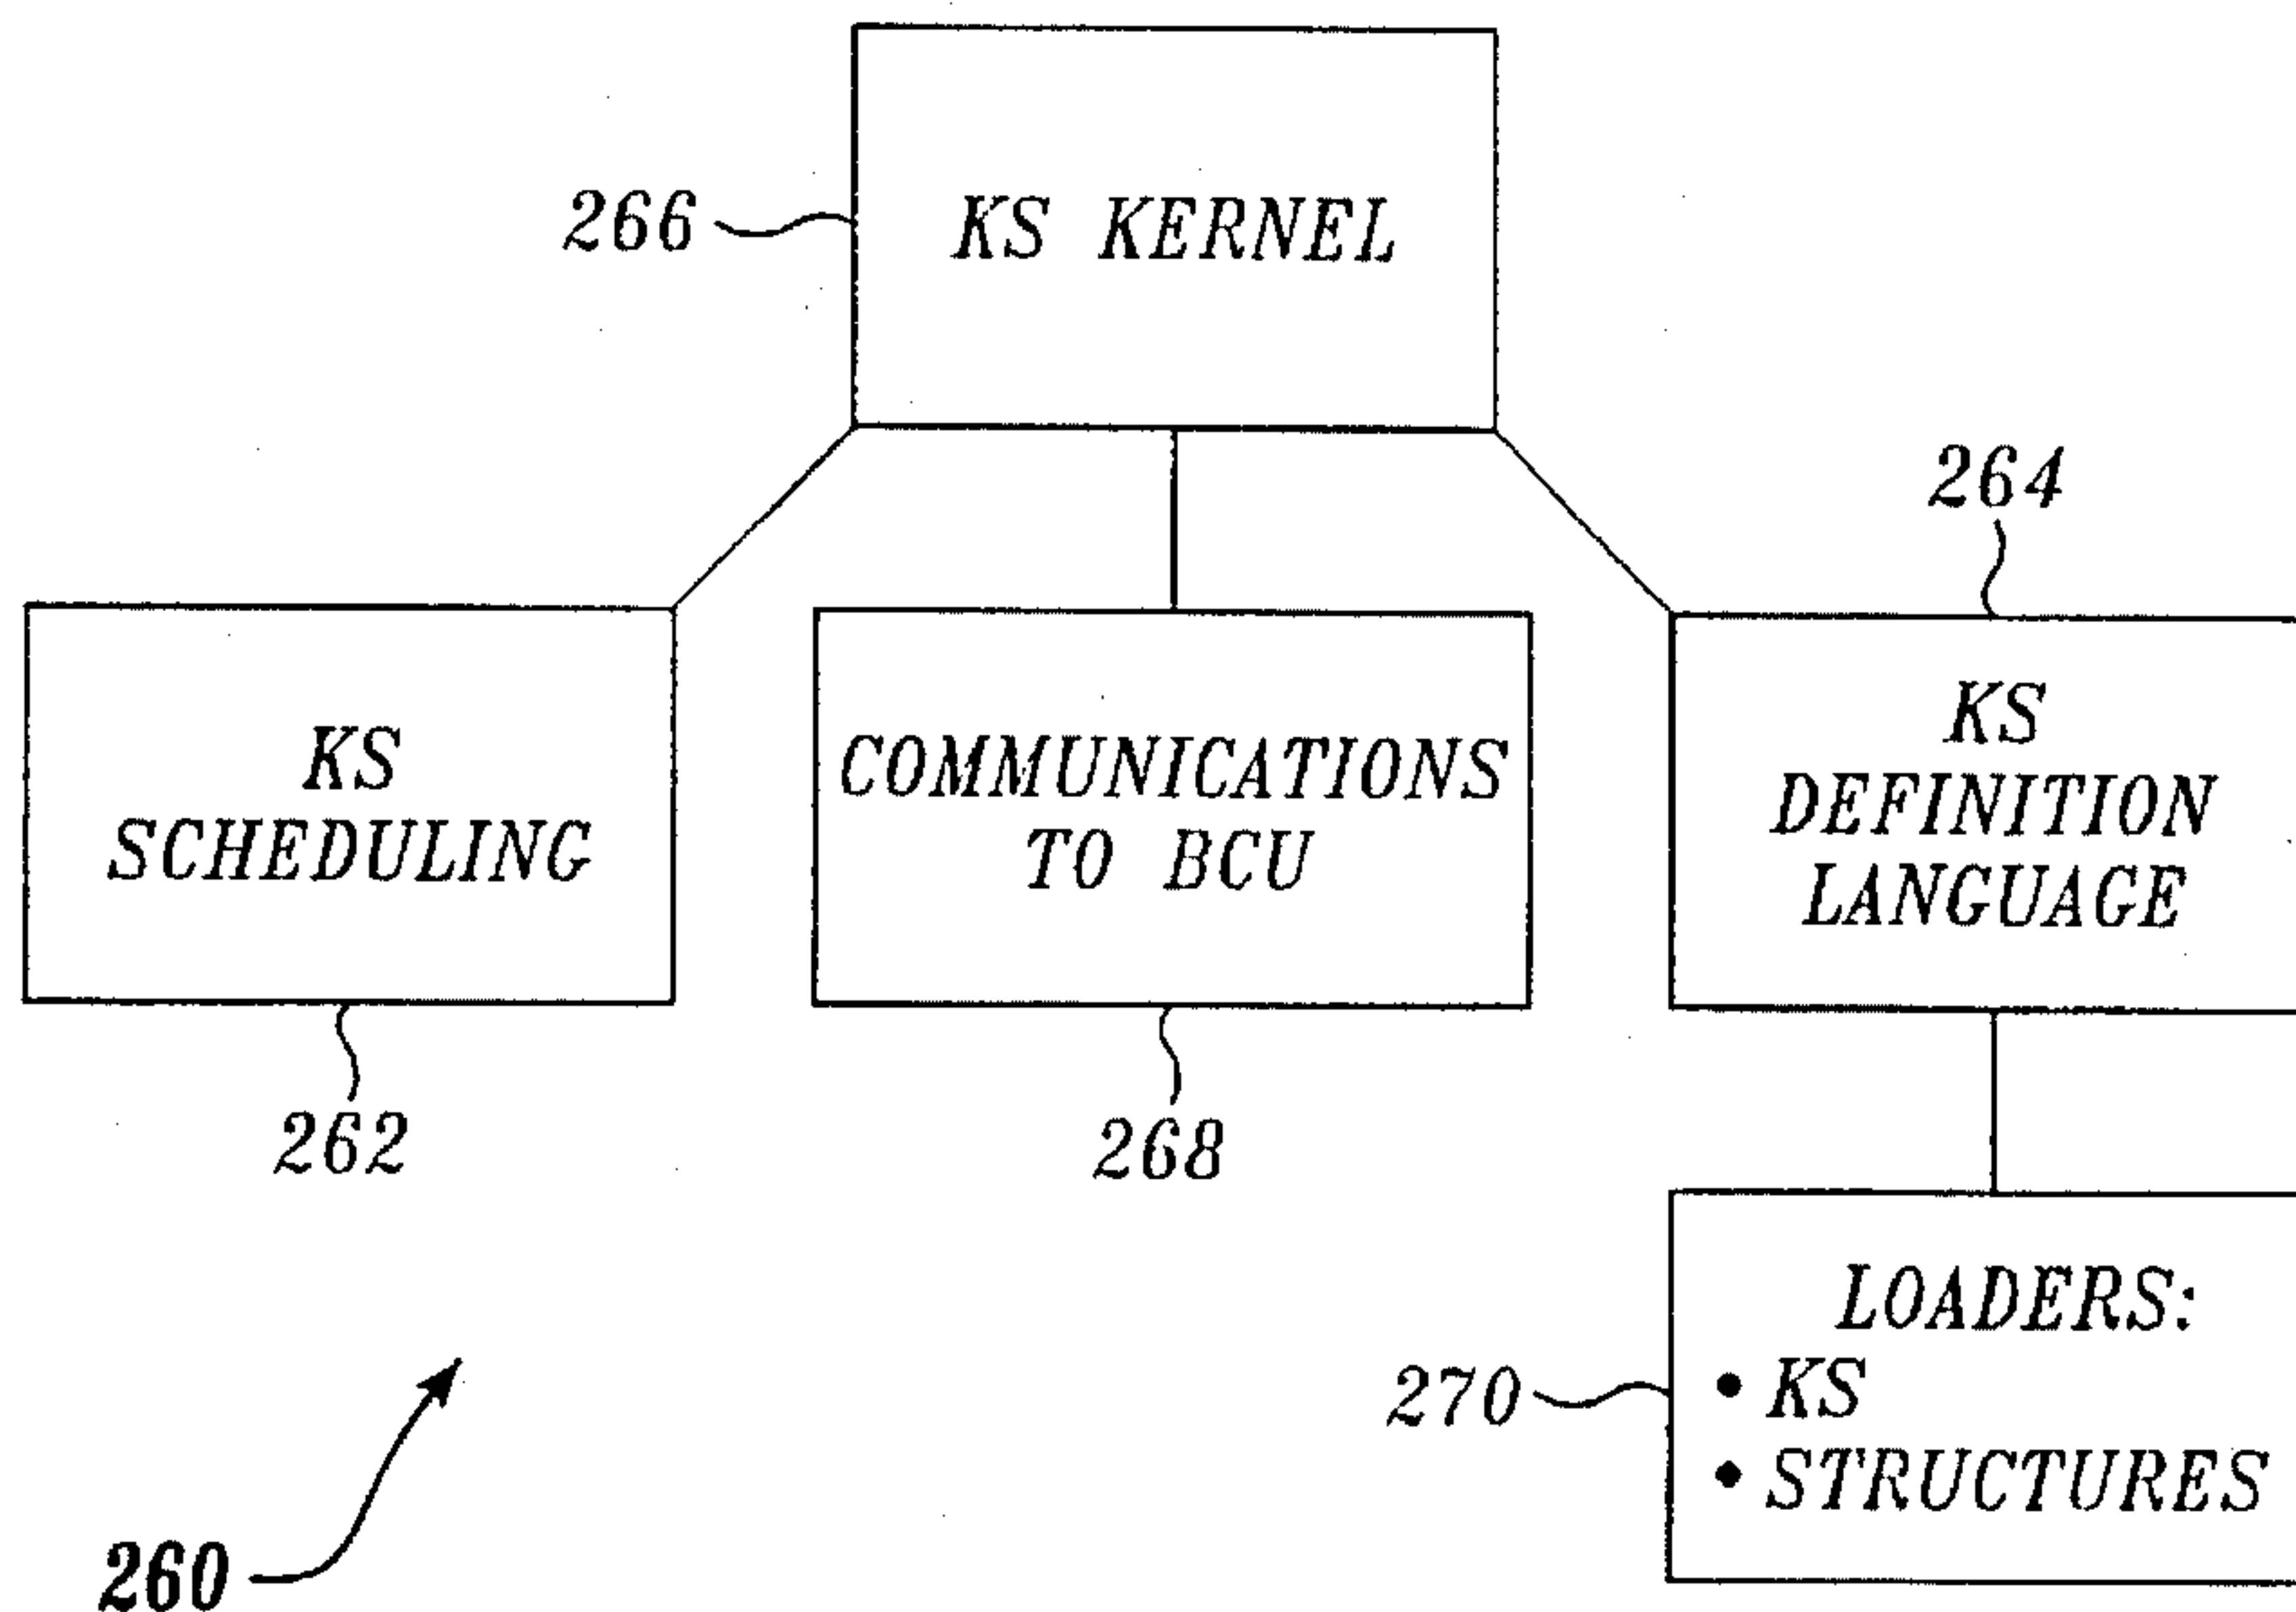 266
KS KERNEL
264
KS
SCHEDULING
COMMUNICATIONS
TO BCU
KS
DEFINITION
LANGUAGE
262
268
270
LOADERS:
• KS
• STRUCTURES
260